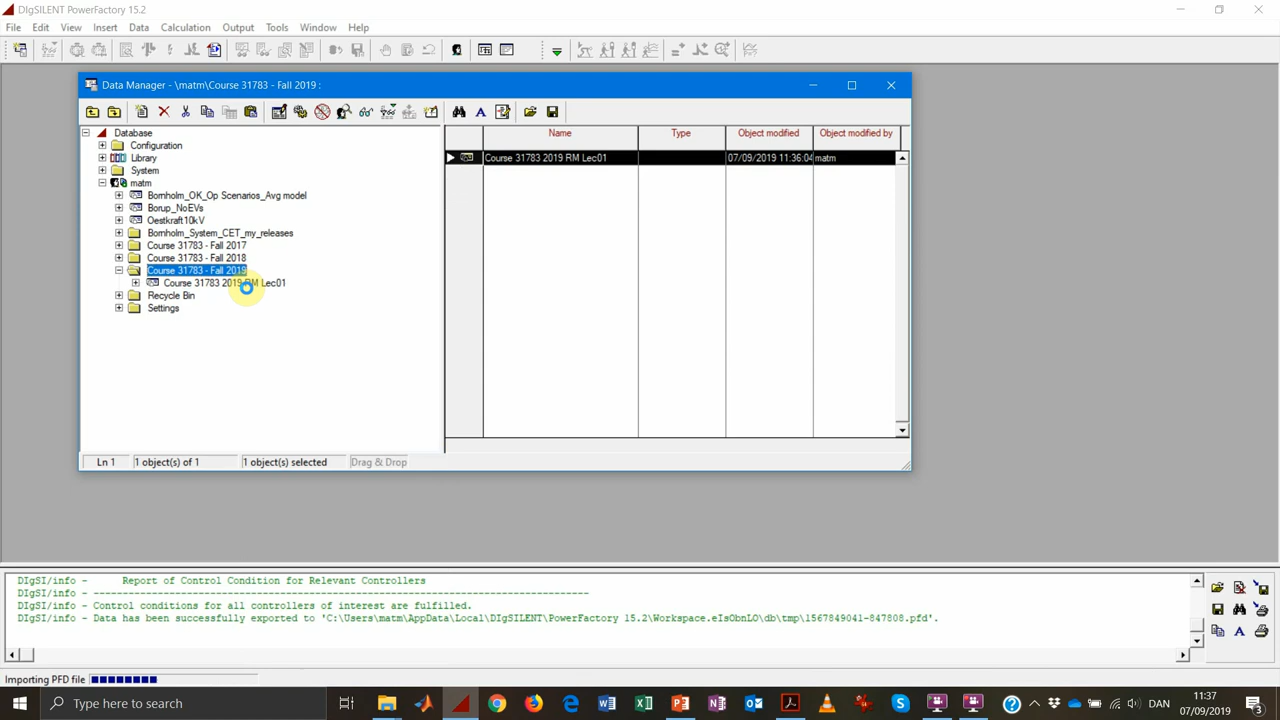 DIgSILENT PowerFactory 15.2
File Edit View Insert Data Calculation Output Tools Window Help
Data Manager - \matm\Course 31783 - Fall 2019 :
Database
Configuration
Library
System
matm
Bornholm_OK_Op Scenarios_Avg model
Borup_NoEVs
Oestkraft10kV
Bornholm_System_CET_my_releases
Course 31783 - Fall 2017
Course 31783 - Fall 2018
Course 31783 - Fall 2019
Course 31783 2019 RM Lec01
Recycle Bin
Settings
Name Type Object modified Object modified by
Course 31783 2019 RM Lec01 07/09/2019 11:36:04 matm
Ln 1 1 object(s) of 1 1 object(s) selected Drag & Drop
DIgSI/info - Report of Control Condition for Relevant Controllers
DIgSI/info - --------------------------------------------------------------------------------
DIgSI/info - Control conditions for all controllers of interest are fulfilled.
DIgSI/info - Data has been successfully exported to 'C:\Users\matm\AppData\Local\DIgSILENT\PowerFactory 15.2\Workspace.eIsObnLO\db\tmp\1567849041-847808.pfd'.
Importing PFD file
Type here to search
DAN
11:37
07/09/2019
3